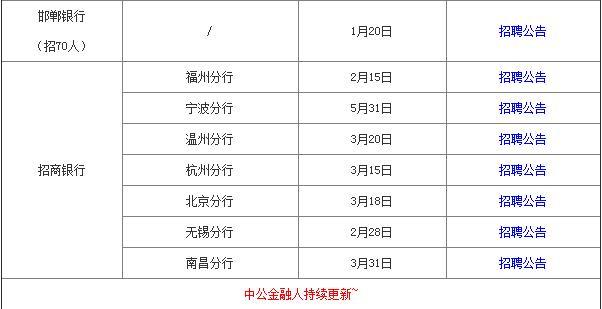 邯郸银行
（招70人）
/
1月20日
招聘公告
招商银行
福州分行
2月15日
招聘公告
宁波分行
5月31日
招聘公告
温州分行
3月20日
招聘公告
杭州分行
3月15日
招聘公告
北京分行
3月18日
招聘公告
无锡分行
2月28日
招聘公告
南昌分行
3月31日
招聘公告
中公金融人持续更新~